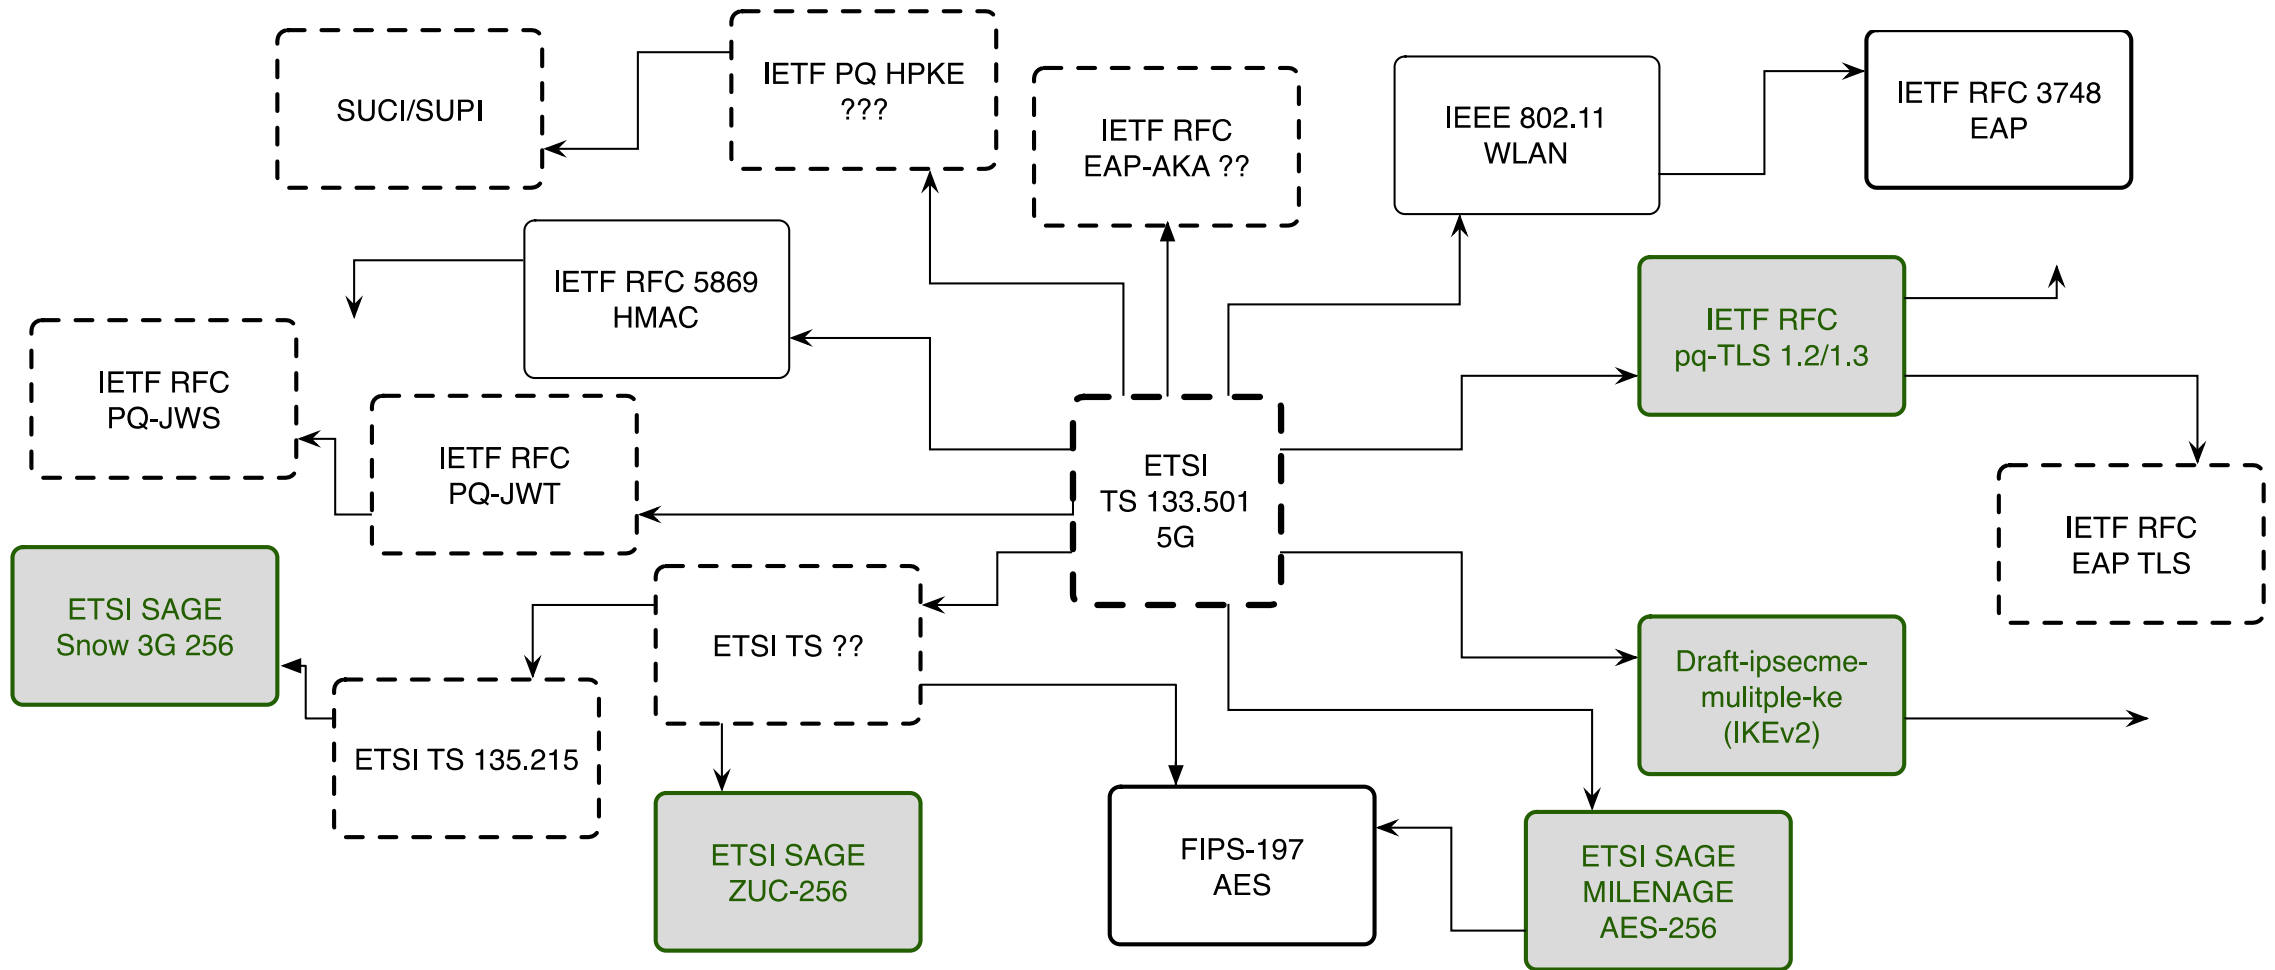 SUCI/SUPI
IETF PQ HPKE
???
IETF RFC
EAP-AKA ??
IEEE 802.11
WLAN
IETF RFC 3748
EAP
IETF RFC 5869
HMAC
IETF RFC
pq-TLS 1.2/1.3
IETF RFC
PQ-JWS
IETF RFC
PQ-JWT
ETSI
TS 133.501
5G
IETF RFC
EAP TLS
ETSI SAGE
Snow 3G 256
ETSI TS ??
Draft-ipsecme-
mulitple-ke
(IKEv2)
ETSI TS 135.215
ETSI SAGE
ZUC-256
FIPS-197
AES
ETSI SAGE
MILENAGE
AES-256